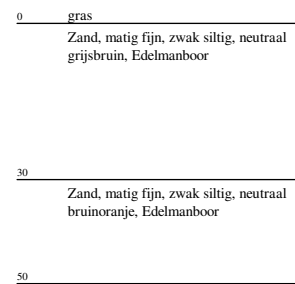 0 gras
Zand, matig fijn, zwak siltig, neutraal
grijsbruin, Edelmanboor
30
Zand, matig fijn, zwak siltig, neutraal
bruinoranje, Edelmanboor
50